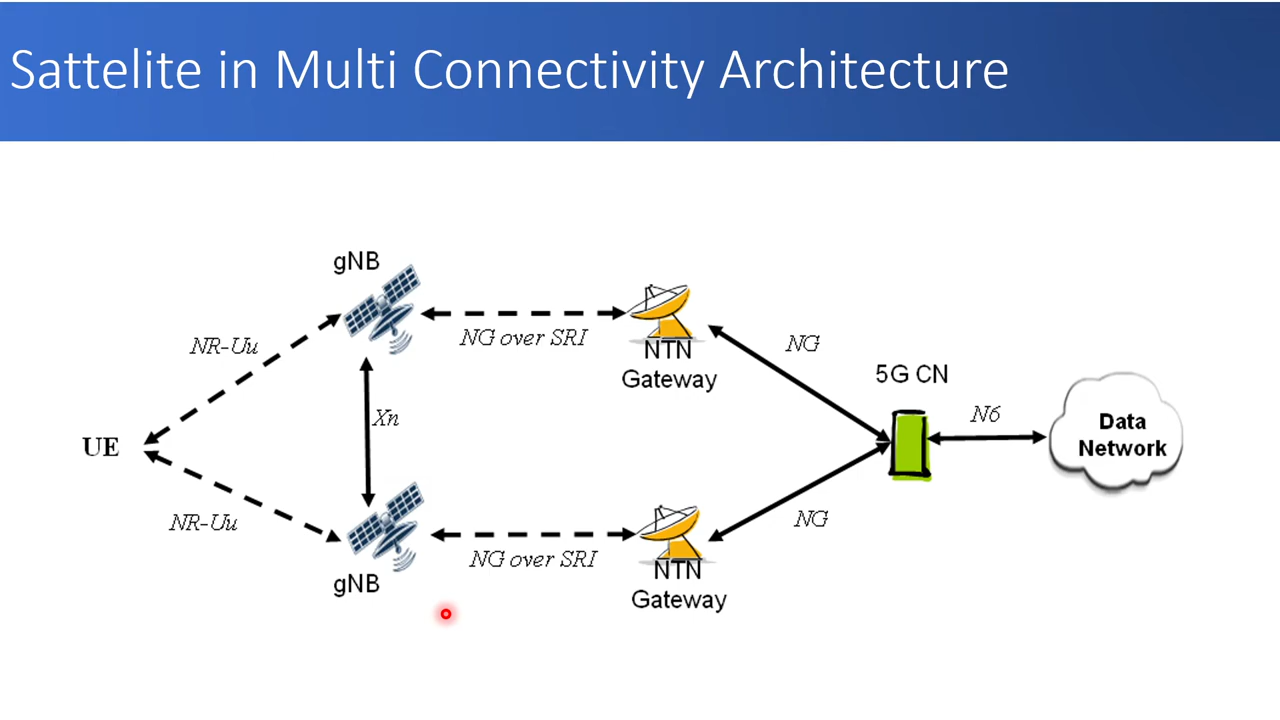 Sattelite in Multi Connectivity Architecture
gNB
NR-Uu
NG over SRI
NTN
Gateway
NG
5G CN
Xn
N6
UE
Data
Network
NR-Uu
NG over SRI
NG
gNB
NTN
Gateway